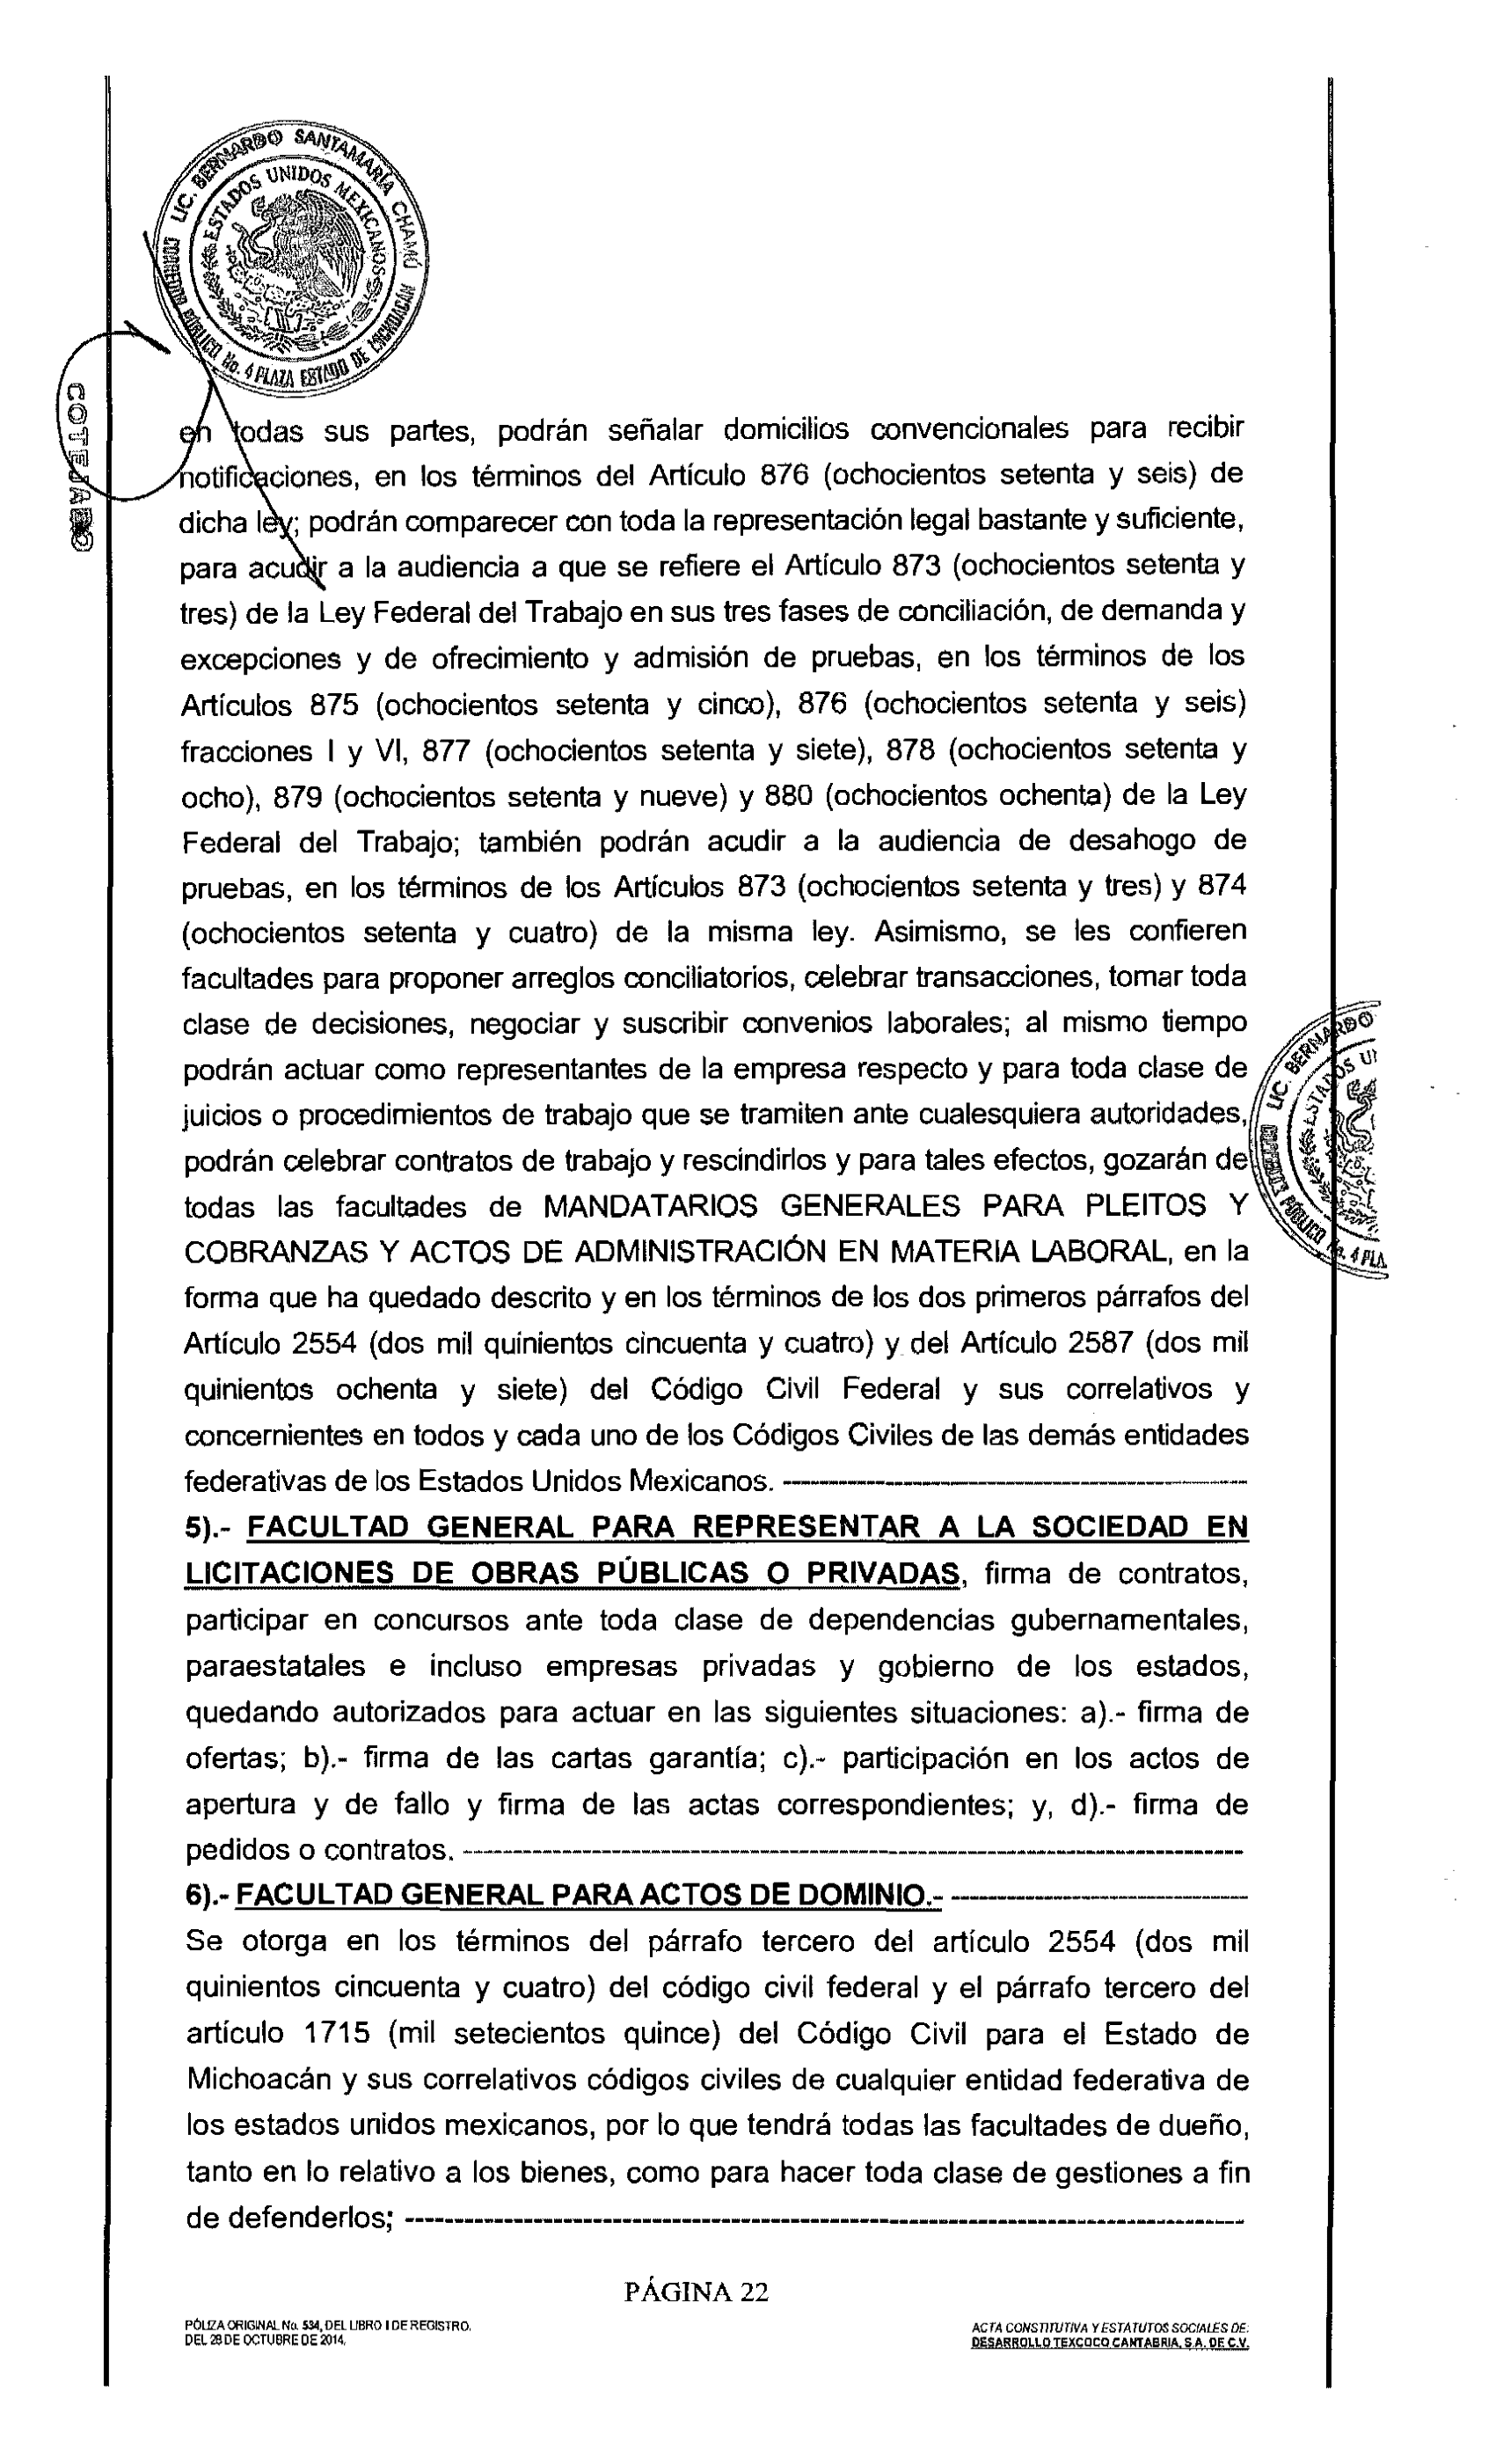 LIC. BERNARDO SANTAMARÍA CHAMÚ
CORREDOR PÚBLICO No. 4 PLAZA ESTADO DE MICHOACÁN
ESTADOS UNIDOS MEXICANOS
COTEJADO
en todas sus partes, podrán señalar domicilios convencionales para recibir
notificaciones, en los términos del Artículo 876 (ochocientos setenta y seis) de
dicha ley; podrán comparecer con toda la representación legal bastante y suficiente,
para acudir a la audiencia a que se refiere el Artículo 873 (ochocientos setenta y
tres) de la Ley Federal del Trabajo en sus tres fases de conciliación, de demanda y
excepciones y de ofrecimiento y admisión de pruebas, en los términos de los
Artículos 875 (ochocientos setenta y cinco), 876 (ochocientos setenta y seis)
fracciones I y VI, 877 (ochocientos setenta y siete), 878 (ochocientos setenta y
ocho), 879 (ochocientos setenta y nueve) y 880 (ochocientos ochenta) de la Ley
Federal del Trabajo; también podrán acudir a la audiencia de desahogo de
pruebas, en los términos de los Artículos 873 (ochocientos setenta y tres) y 874
(ochocientos setenta y cuatro) de la misma ley. Asimismo, se les confieren
facultades para proponer arreglos conciliatorios, celebrar transacciones, tomar toda
clase de decisiones, negociar y suscribir convenios laborales; al mismo tiempo
podrán actuar como representantes de la empresa respecto y para toda clase de
juicios o procedimientos de trabajo que se tramiten ante cualesquiera autoridades,
podrán celebrar contratos de trabajo y rescindirlos y para tales efectos, gozarán de
todas las facultades de MANDATARIOS GENERALES PARA PLEITOS Y
COBRANZAS Y ACTOS DE ADMINISTRACIÓN EN MATERIA LABORAL, en la
forma que ha quedado descrito y en los términos de los dos primeros párrafos del
Artículo 2554 (dos mil quinientos cincuenta y cuatro) y del Artículo 2587 (dos mil
quinientos ochenta y siete) del Código Civil Federal y sus correlativos y
concernientes en todos y cada uno de los Códigos Civiles de las demás entidades
federativas de los Estados Unidos Mexicanos. ----------
5).- FACULTAD GENERAL PARA REPRESENTAR A LA SOCIEDAD EN
LICITACIONES DE OBRAS PÚBLICAS O PRIVADAS, firma de contratos,
participar en concursos ante toda clase de dependencias gubernamentales,
paraestatales e incluso empresas privadas y gobierno de los estados,
quedando autorizados para actuar en las siguientes situaciones: a).- firma de
ofertas; b).- firma de las cartas garantía; c).- participación en los actos de
apertura y de fallo y firma de las actas correspondientes; y, d).- firma de
pedidos o contratos. ----------
6).- FACULTAD GENERAL PARA ACTOS DE DOMINIO.- ----------
Se otorga en los términos del párrafo tercero del artículo 2554 (dos mil
quinientos cincuenta y cuatro) del código civil federal y el párrafo tercero del
artículo 1715 (mil setecientos quince) del Código Civil para el Estado de
Michoacán y sus correlativos códigos civiles de cualquier entidad federativa de
los estados unidos mexicanos, por lo que tendrá todas las facultades de dueño,
tanto en lo relativo a los bienes, como para hacer toda clase de gestiones a fin
de defenderlos; ----------
LIC. BERNARDO
PÚBLICO No. 4 PLA
PÁGINA 22
PÓLIZA ORIGINAL No. 534, DEL LIBRO I DE REGISTRO.
DEL 28 DE OCTUBRE DE 2014.
ACTA CONSTITUTIVA Y ESTATUTOS SOCIALES DE:
DESARROLLO TEXCOCO CANTABRIA, S.A. DE C.V.